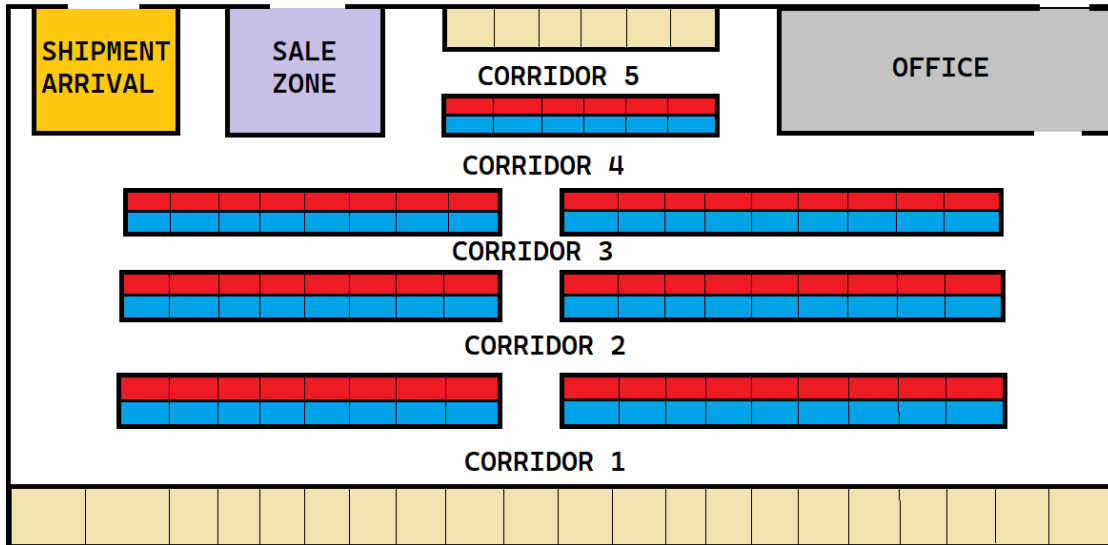 SHIPMENT
ARRIVAL
SALE
ZONE
CORRIDOR 5
OFFICE
CORRIDOR 4
CORRIDOR 3
CORRIDOR 2
CORRIDOR 1